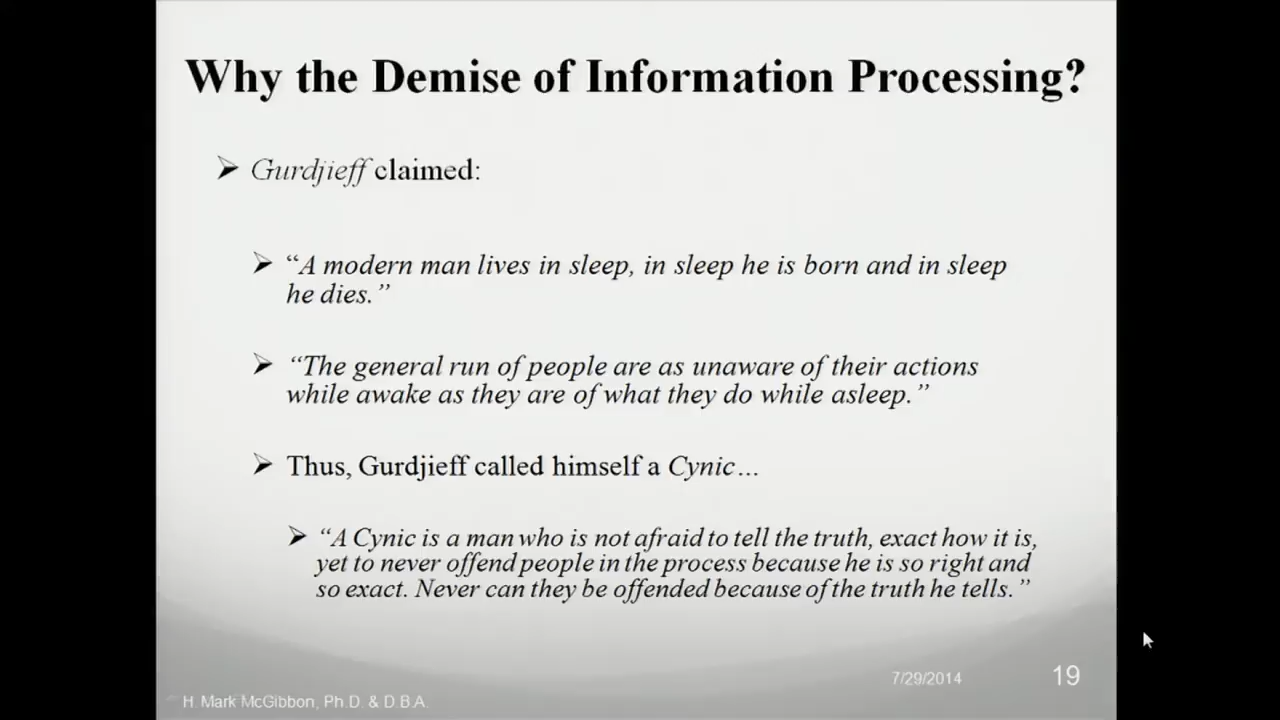 Why the Demise of Information Processing?
Gurdjieff claimed:
“A modern man lives in sleep, in sleep he is born and in sleep
he dies.”
“The general run of people are as unaware of their actions
while awake as they are of what they do while asleep.”
Thus, Gurdjieff called himself a Cynic…
“A Cynic is a man who is not afraid to tell the truth, exact how it is,
yet to never offend people in the process because he is so right and
so exact. Never can they be offended because of the truth he tells.”
7/29/2014
19
H. Mark McGibbon, Ph.D. & D.B.A.